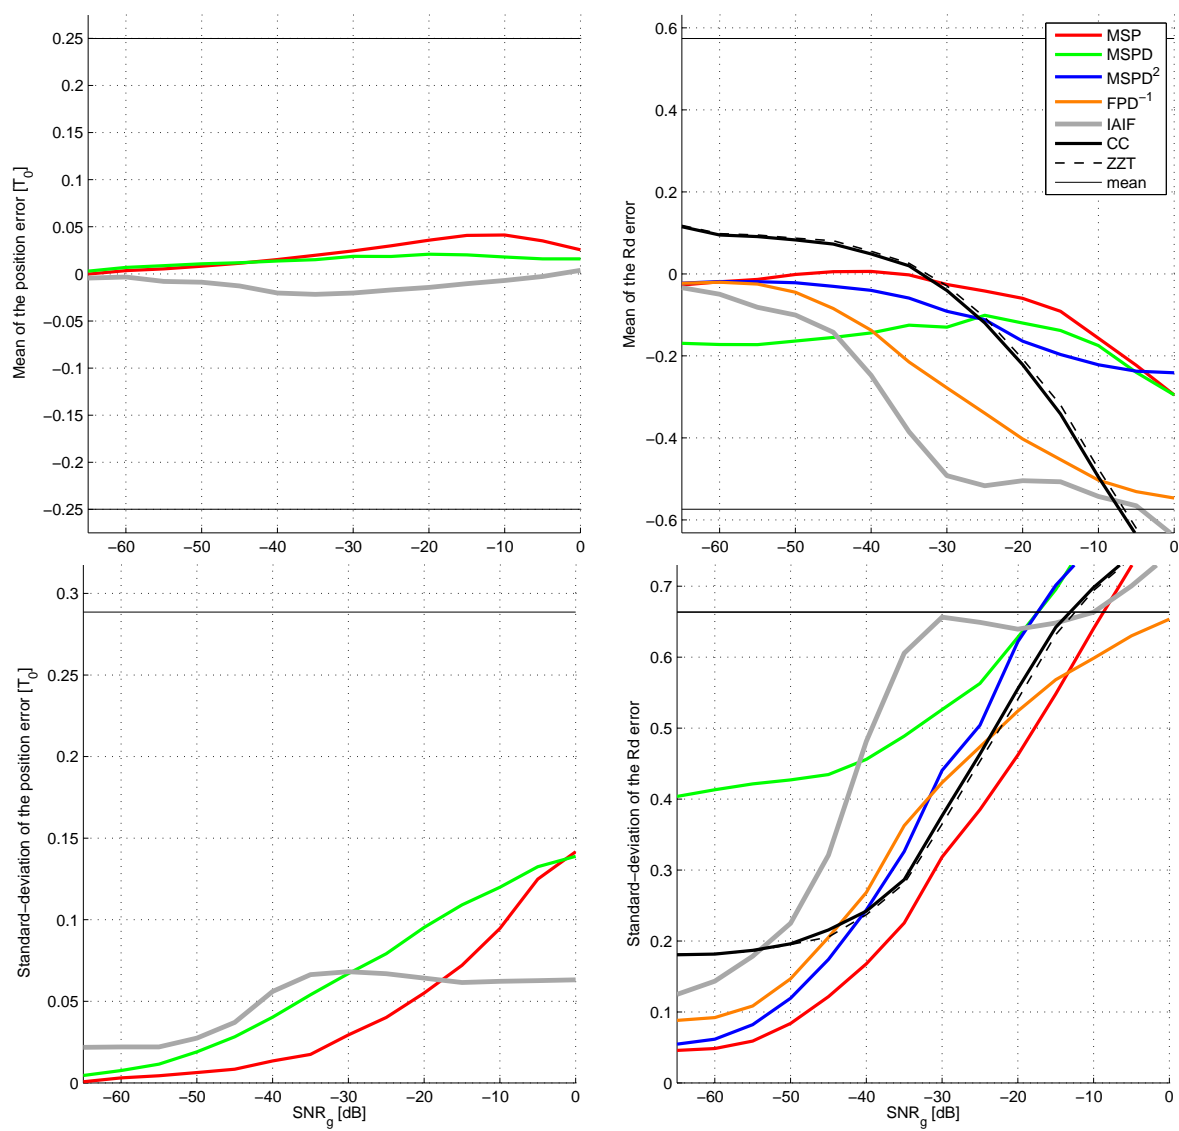 0.25
0.2
0.15
0.1
0.05
0
−0.05
−0.1
−0.15
−0.2
−0.25
Mean of the position error [T0]
−60 −50 −40 −30 −20 −10 0
0.6
0.4
0.2
0
−0.2
−0.4
−0.6
Mean of the Rd error
−60 −50 −40 −30 −20 −10 0
MSP
MSPD
MSPD²
FPD⁻¹
IAIF
CC
ZZT
mean
0.3
0.25
0.2
0.15
0.1
0.05
0
Standard−deviation of the position error [T0]
−60 −50 −40 −30 −20 −10 0
SNRg [dB]
0.7
0.6
0.5
0.4
0.3
0.2
0.1
0
Standard−deviation of the Rd error
−60 −50 −40 −30 −20 −10 0
SNRg [dB]